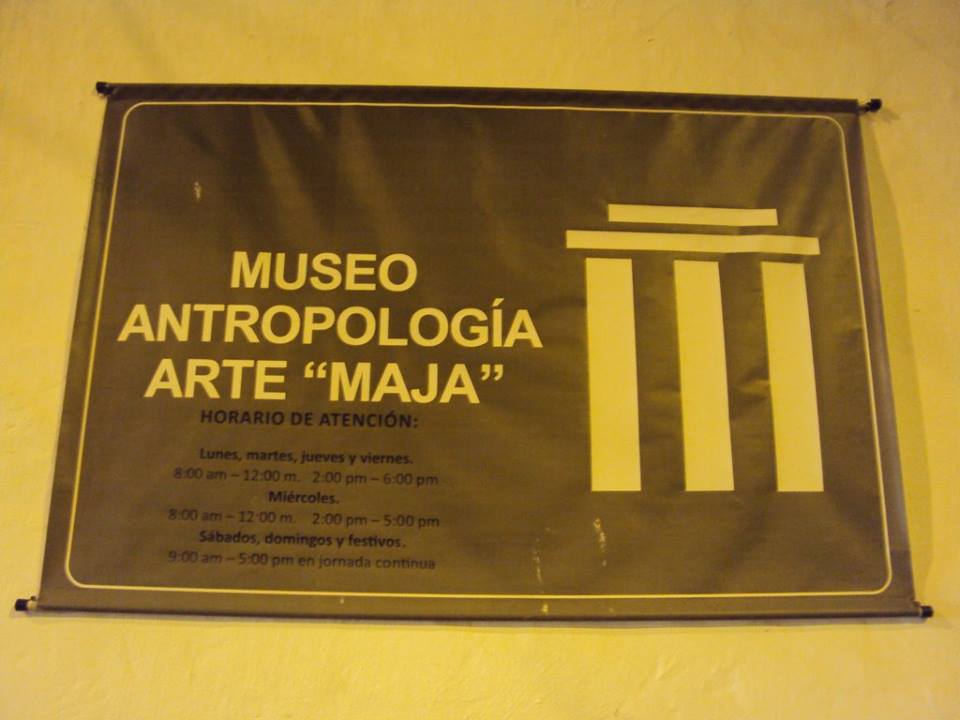 MUSEO
ANTROPOLOGÍA
ARTE “MAJA”
HORARIO DE ATENCIÓN:
Lunes, martes, jueves y viernes.
8:00 am – 12:00 m. 2:00 pm – 6:00 pm
Miércoles.
8:00 am – 12:00 m. 2:00 pm – 5:00 pm
Sábados, domingos y festivos.
9:00 am – 5:00 pm en jornada continua